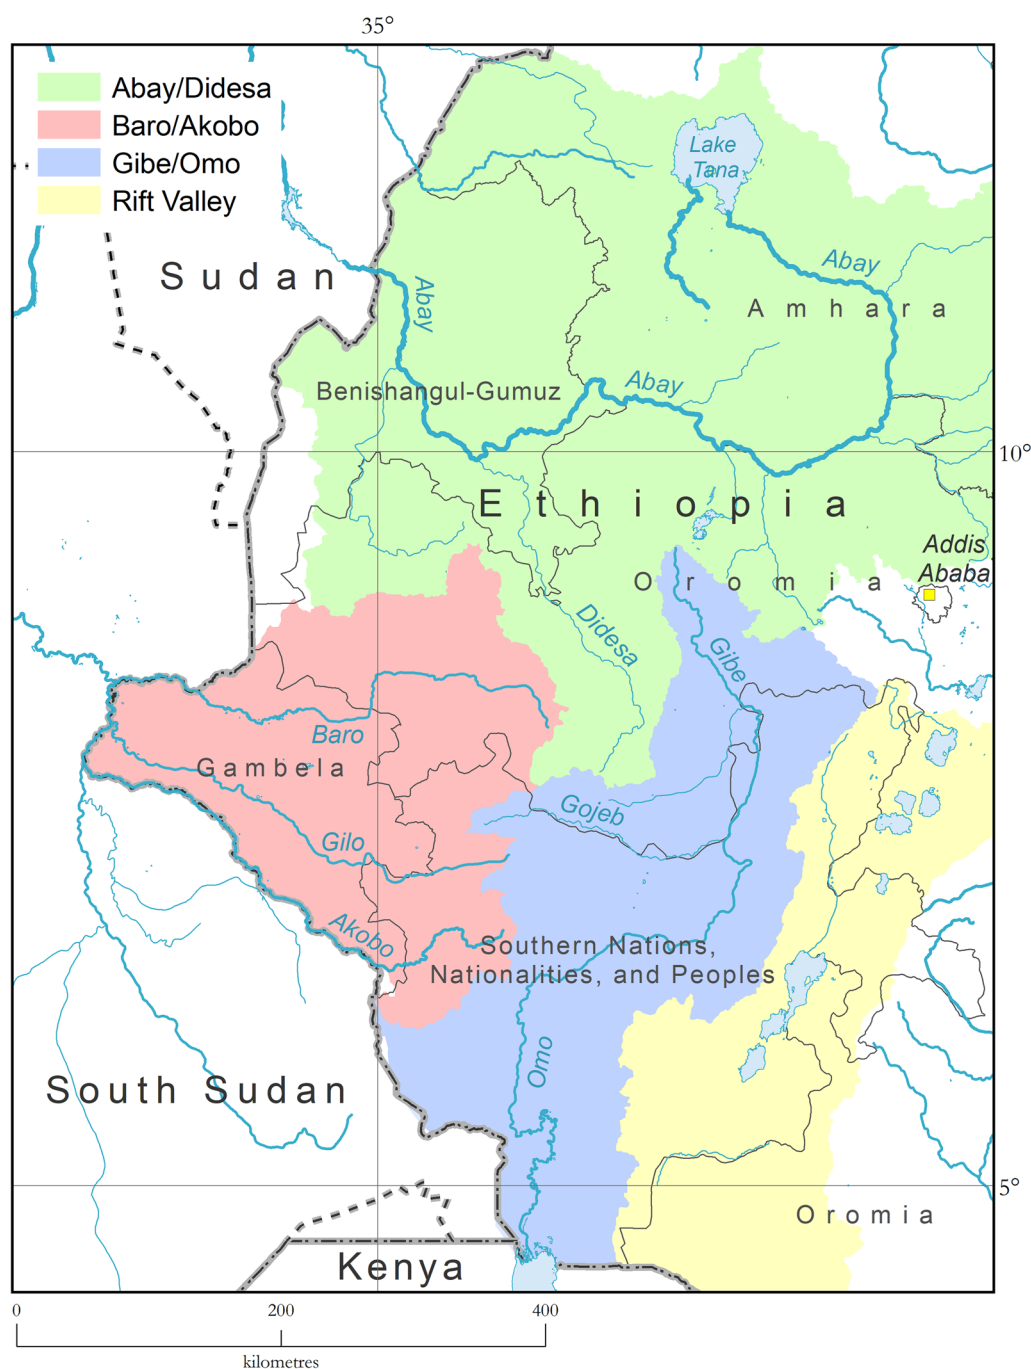 35°
Abay/Didesa
Baro/Akobo
Gibe/Omo
Rift Valley
Lake
Tana
Sudan
Abay
Abay
Amhara
Benishangul-Gumuz
Abay
10°
Ethiopia
Addis
Ababa
Oromia
Didesa
Gibe
Baro
Gambela
Gojeb
Gilo
Akobo
Southern Nations,
Nationalities, and Peoples
Omo
South Sudan
5°
Oromia
Kenya
0 200 400
kilometres